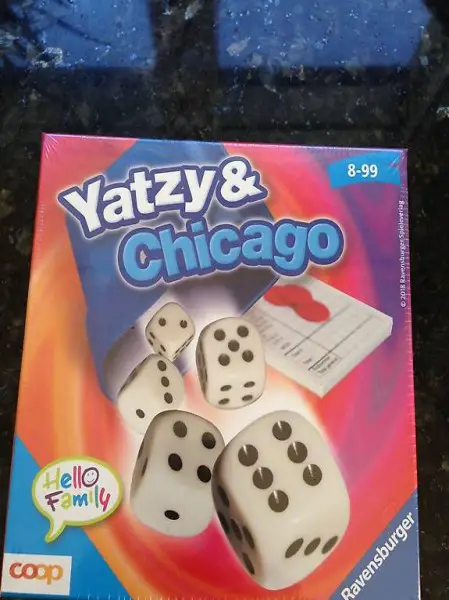 Yatzy &
Chicago
8-99
© 2018 Ravensburger Spieleverlag
Hello
Family
coop
Ravensburger